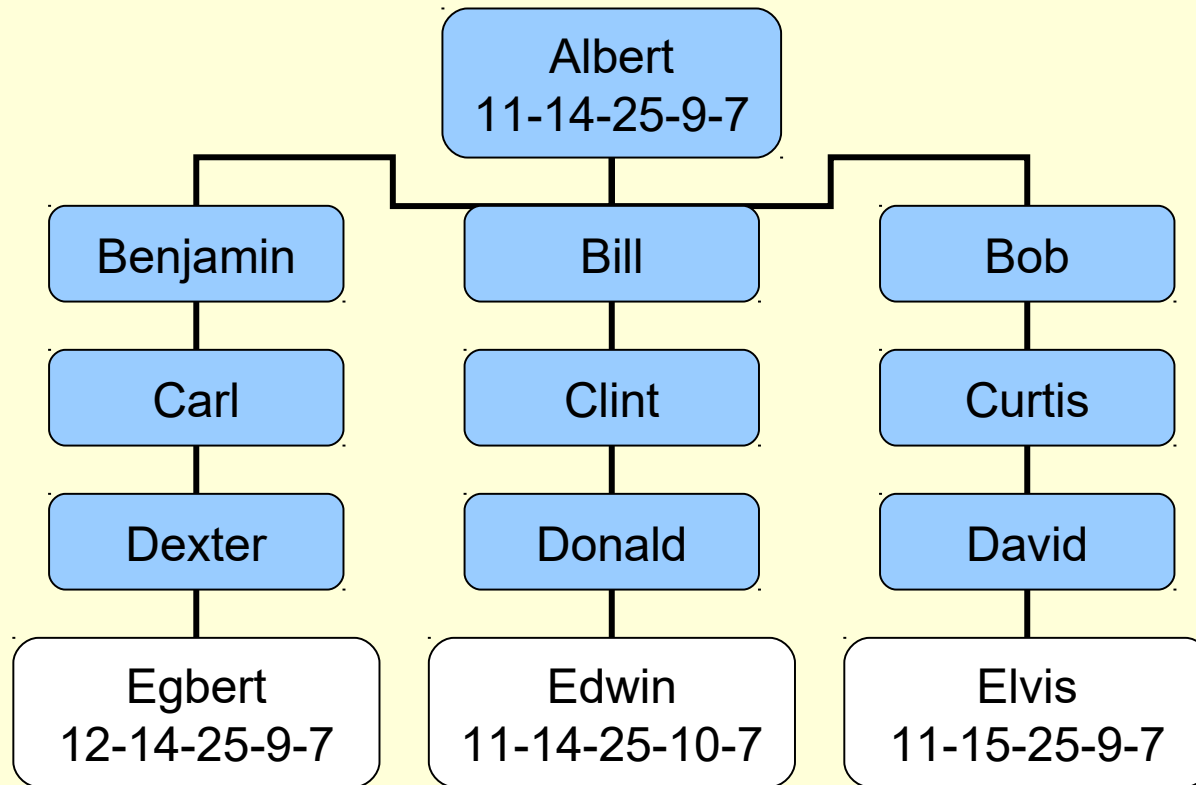 Albert
11-14-25-9-7
Benjamin
Bill
Bob
Carl
Clint
Curtis
Dexter
Donald
David
Egbert
12-14-25-9-7
Edwin
11-14-25-10-7
Elvis
11-15-25-9-7